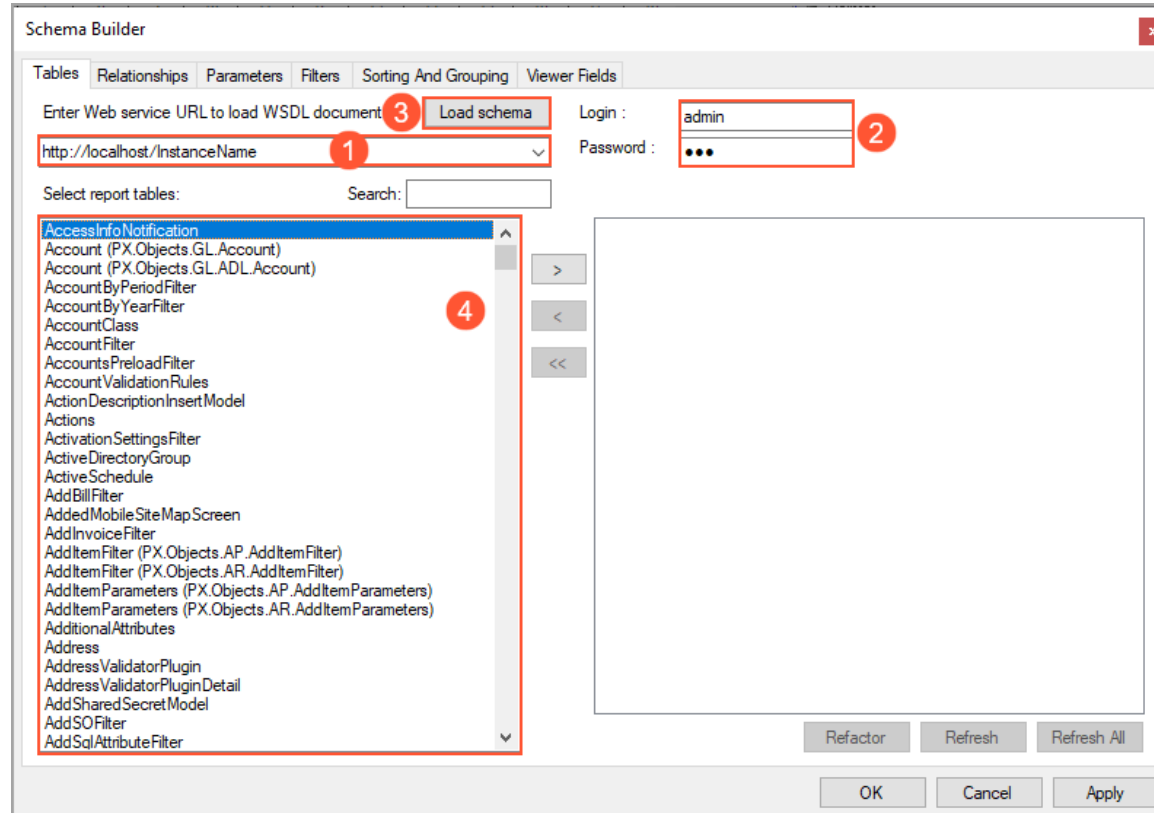 Schema Builder
Tables Relationships Parameters Filters Sorting And Grouping Viewer Fields
Enter Web service URL to load WSDL document 3 Load schema Login : admin
http://localhost/InstanceName 1 Password : ●●● 2
Select report tables: Search:
AccessInfoNotification
Account (PX.Objects.GL.Account)
Account (PX.Objects.GL.ADL.Account)
AccountByPeriodFilter
AccountByYearFilter
AccountClass
AccountFilter
AccountsPreloadFilter
AccountValidationRules
ActionDescriptionInsertModel
Actions
ActivationSettingsFilter
ActiveDirectoryGroup
ActiveSchedule
AddBillFilter
AddedMobileSiteMapScreen
AddInvoiceFilter
AddItemFilter (PX.Objects.AP.AddItemFilter)
AddItemFilter (PX.Objects.AR.AddItemFilter)
AddItemParameters (PX.Objects.AP.AddItemParameters)
AddItemParameters (PX.Objects.AR.AddItemParameters)
AdditionalAttributes
Address
AddressValidatorPlugin
AddressValidatorPluginDetail
AddSharedSecretModel
AddSOFilter
AddSqlAttributeFilter
4
>
<
<<
Refactor Refresh Refresh All
OK Cancel Apply